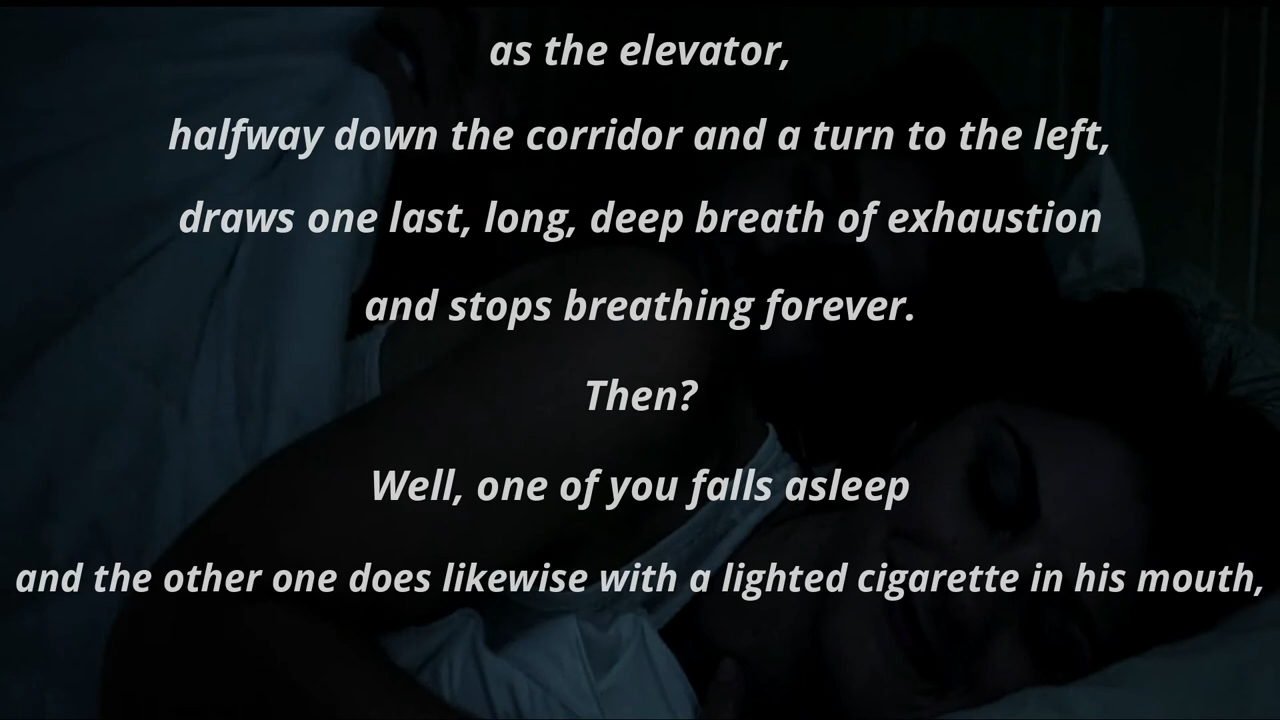 as the elevator,
halfway down the corridor and a turn to the left,
draws one last, long, deep breath of exhaustion
and stops breathing forever.
Then?
Well, one of you falls asleep
and the other one does likewise with a lighted cigarette in his mouth,